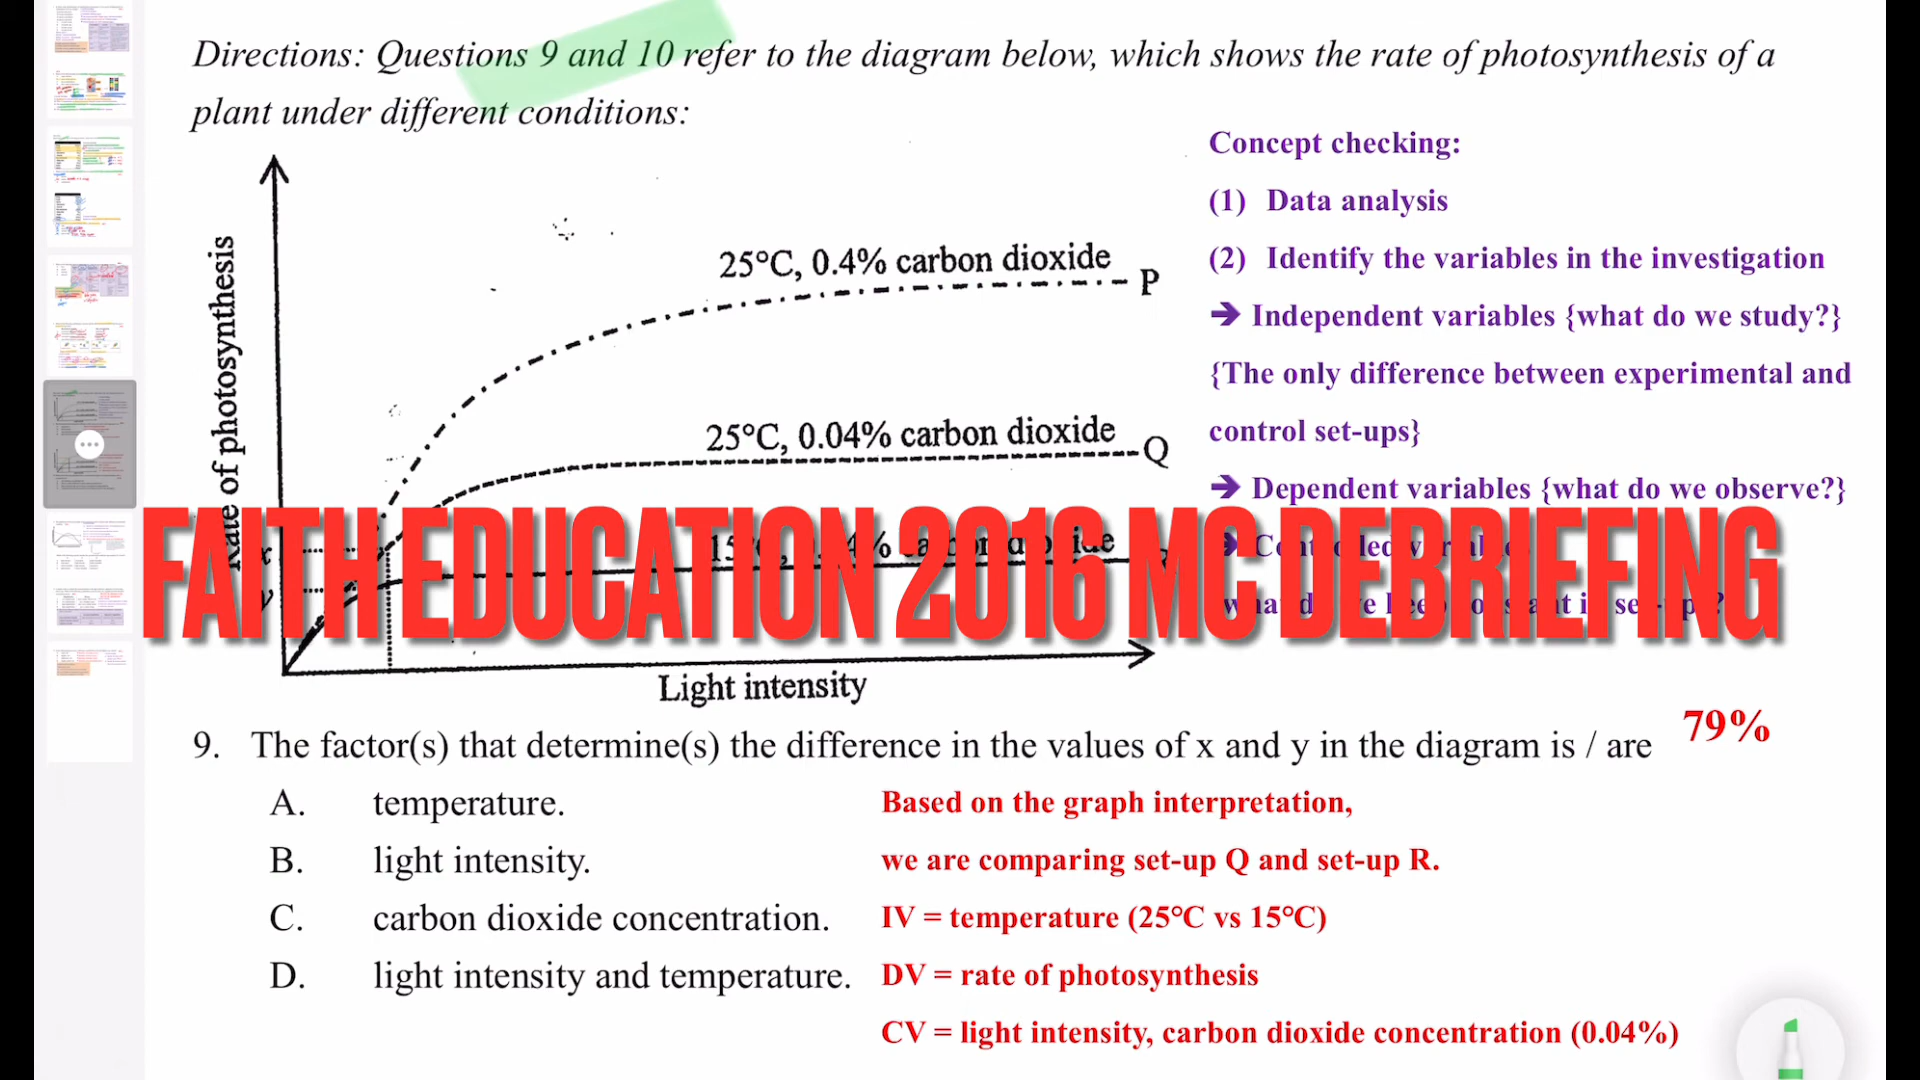 Directions: Questions 9 and 10 refer to the diagram below, which shows the rate of photosynthesis of a
plant under different conditions:
Concept checking:
(1) Data analysis
(2) Identify the variables in the investigation
➔ Independent variables {what do we study?}
{The only difference between experimental and
control set-ups}
➔ Dependent variables {what do we observe?}
Rate of photosynthesis
25°C, 0.4% carbon dioxide
P
25°C, 0.04% carbon dioxide
Q
x
y
carbon dioxide
FAITH EDUCATION 2016 MC DEBRIEFING
Light intensity
9. The factor(s) that determine(s) the difference in the values of x and y in the diagram is / are
79%
A. temperature.
B. light intensity.
C. carbon dioxide concentration.
D. light intensity and temperature.
Based on the graph interpretation,
we are comparing set-up Q and set-up R.
IV = temperature (25°C vs 15°C)
DV = rate of photosynthesis
CV = light intensity, carbon dioxide concentration (0.04%)